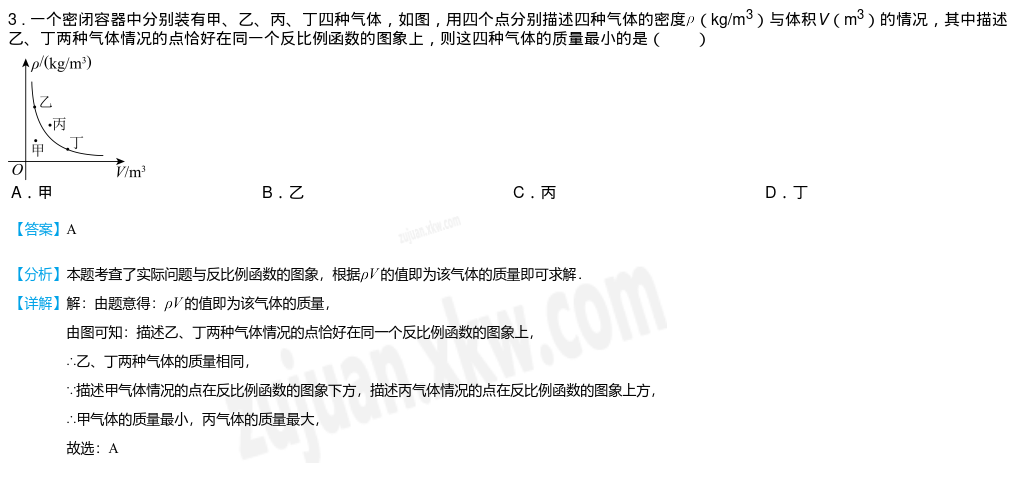 3．一个密闭容器中分别装有甲、乙、丙、丁四种气体，如图，用四个点分别描述四种气体的密度ρ（kg/m³）与体积V（m³）的情况，其中描述
乙、丁两种气体情况的点恰好在同一个反比例函数的图象上，则这四种气体的质量最小的是（　　）
ρ/(kg/m³)
乙
丙
甲
丁
O
V/m³
A．甲 B．乙 C．丙 D．丁
【答案】A
zujuan.xkw.com
【分析】本题考查了实际问题与反比例函数的图象，根据ρV的值即为该气体的质量即可求解．
【详解】解：由题意得：ρV的值即为该气体的质量，
由图可知：描述乙、丁两种气体情况的点恰好在同一个反比例函数的图象上，
∴乙、丁两种气体的质量相同，
∵描述甲气体情况的点在反比例函数的图象下方，描述丙气体情况的点在反比例函数的图象上方，
∴甲气体的质量最小，丙气体的质量最大，
故选：A
zujuan.xkw.com